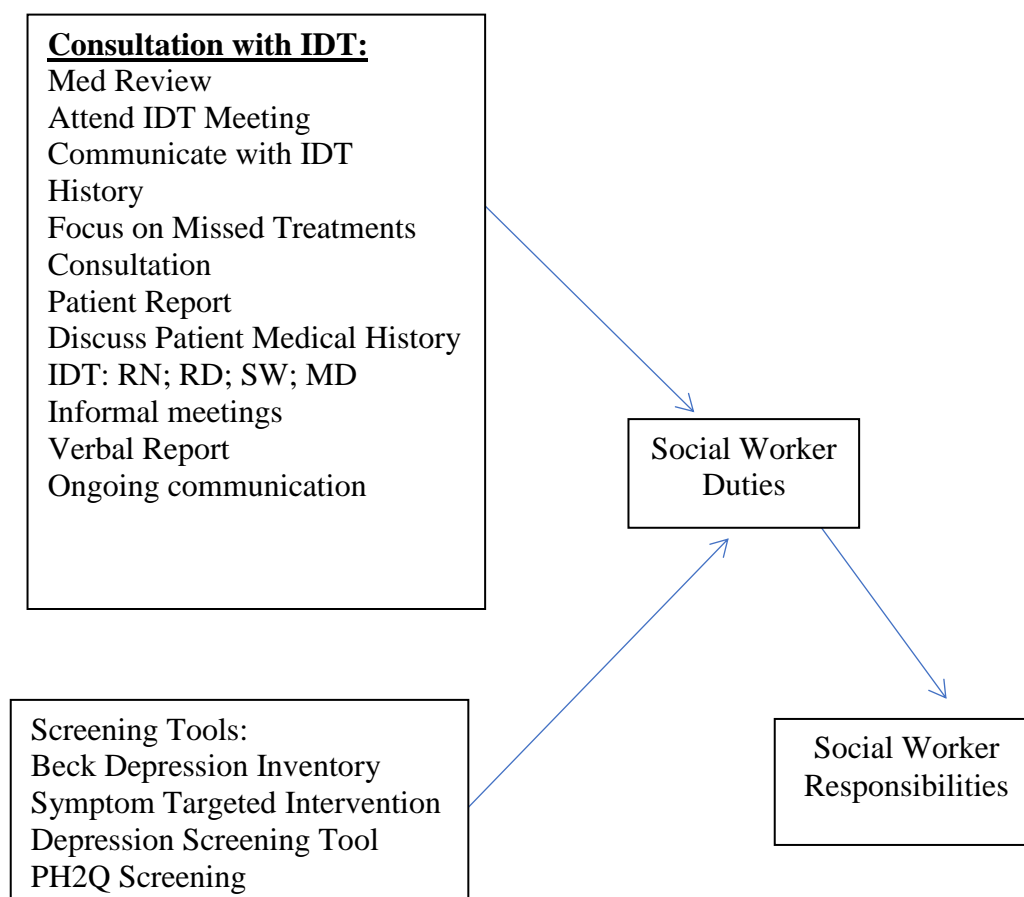 Consultation with IDT:
Med Review
Attend IDT Meeting
Communicate with IDT
History
Focus on Missed Treatments
Consultation
Patient Report
Discuss Patient Medical History
IDT: RN; RD; SW; MD
Informal meetings
Verbal Report
Ongoing communication
Social Worker
Duties
Screening Tools:
Beck Depression Inventory
Symptom Targeted Intervention
Depression Screening Tool
PH2Q Screening
Social Worker
Responsibilities